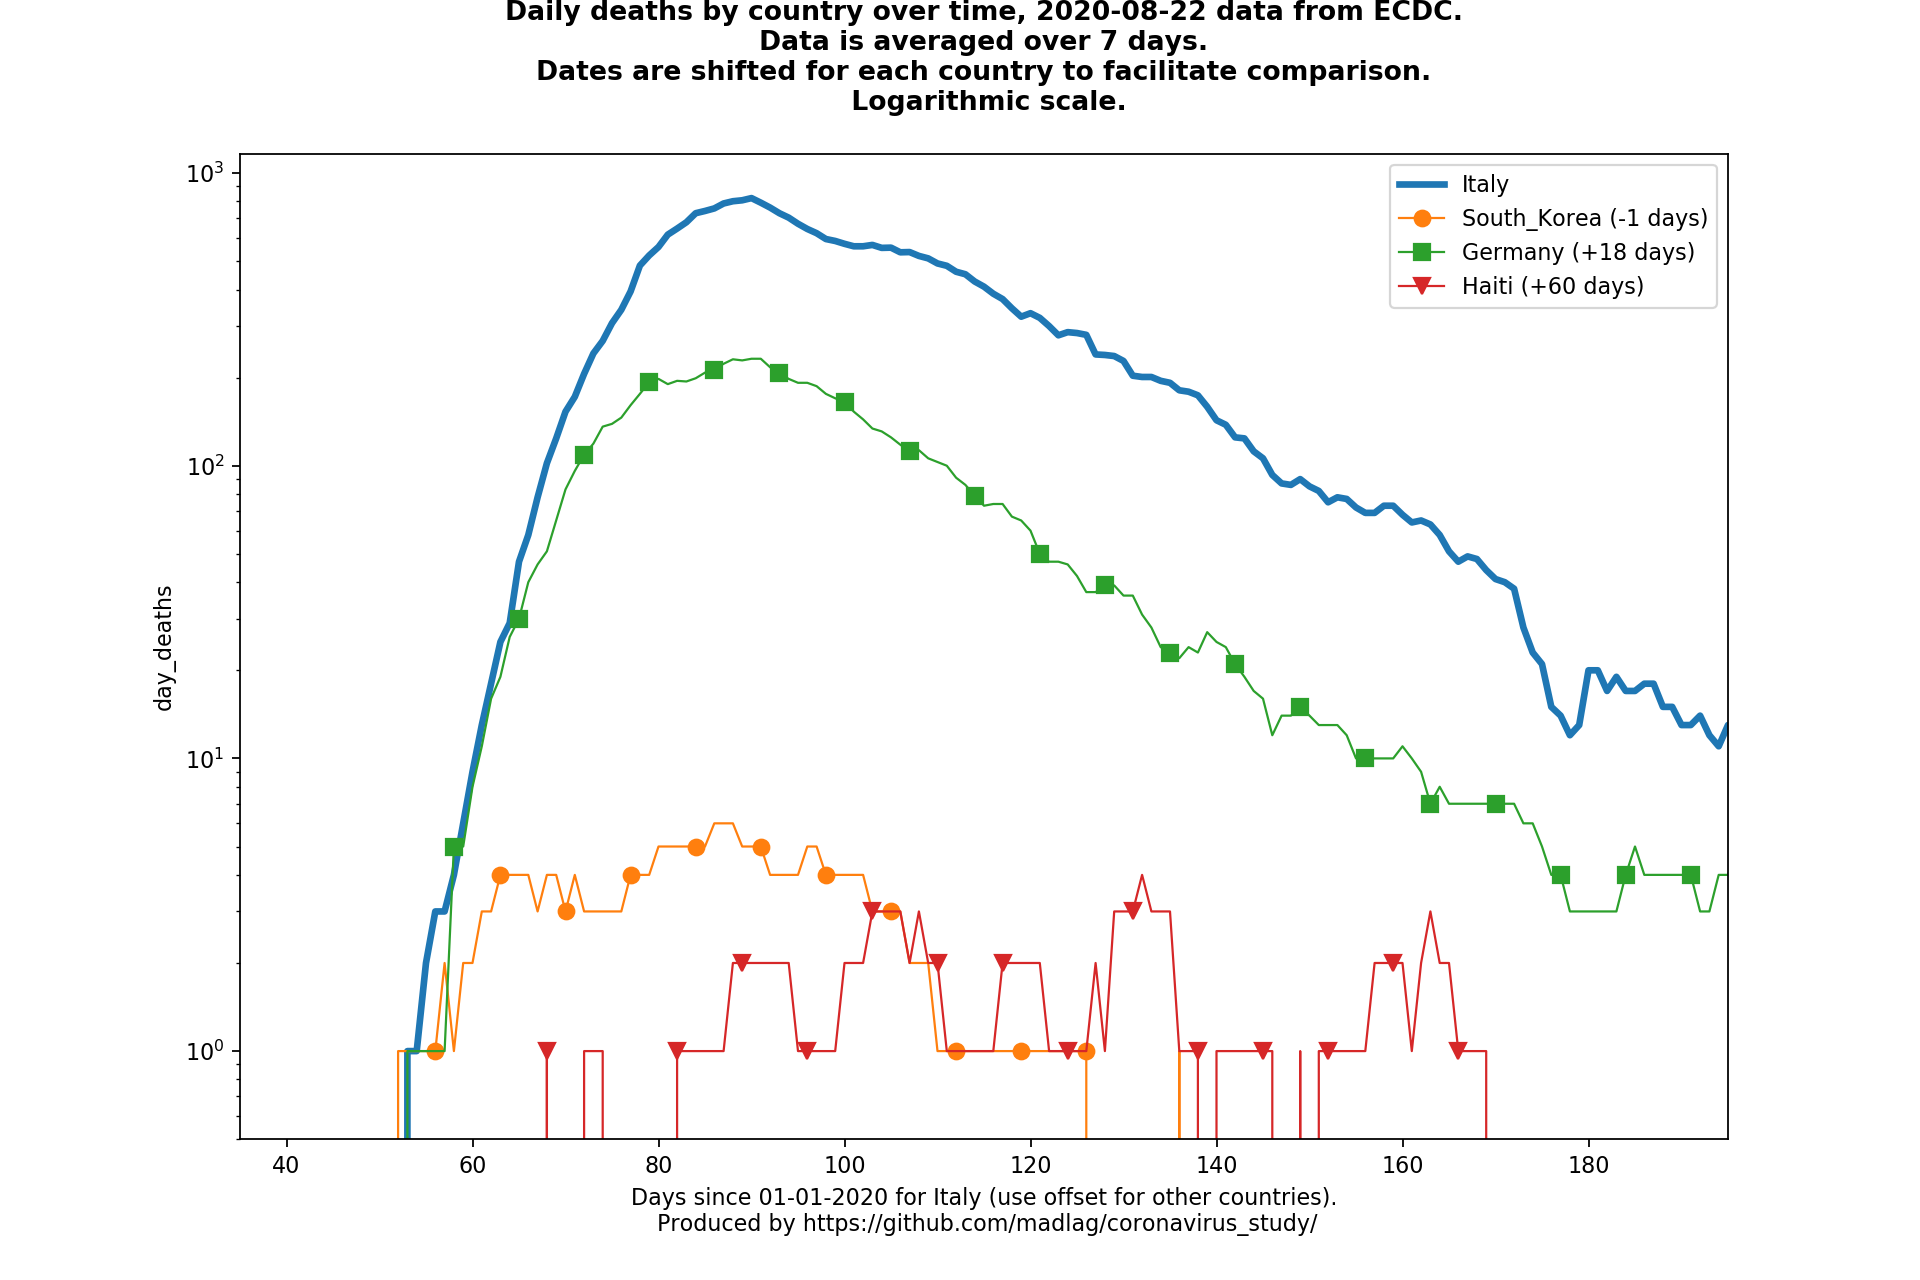 Daily deaths by country over time, 2020-08-22 data from ECDC.
Data is averaged over 7 days.
Dates are shifted for each country to facilitate comparison.
Logarithmic scale.
10³
10²
10¹
10⁰
day_deaths
Italy
South_Korea (-1 days)
Germany (+18 days)
Haiti (+60 days)
40 60 80 100 120 140 160 180
Days since 01-01-2020 for Italy (use offset for other countries).
Produced by https://github.com/madlag/coronavirus_study/